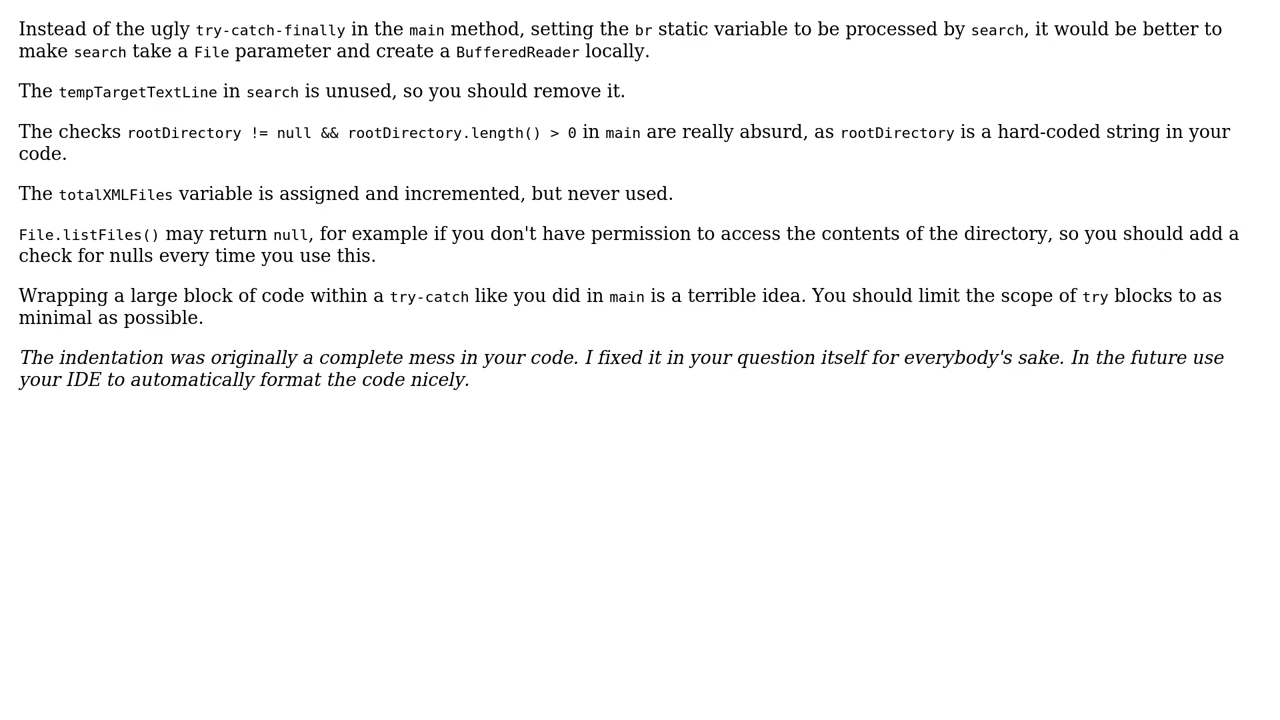 Instead of the ugly try-catch-finally in the main method, setting the br static variable to be processed by search, it would be better to
make search take a File parameter and create a BufferedReader locally.
The tempTargetTextLine in search is unused, so you should remove it.
The checks rootDirectory != null && rootDirectory.length() > 0 in main are really absurd, as rootDirectory is a hard-coded string in your
code.
The totalXMLFiles variable is assigned and incremented, but never used.
File.listFiles() may return null, for example if you don't have permission to access the contents of the directory, so you should add a
check for nulls every time you use this.
Wrapping a large block of code within a try-catch like you did in main is a terrible idea. You should limit the scope of try blocks to as
minimal as possible.
The indentation was originally a complete mess in your code. I fixed it in your question itself for everybody's sake. In the future use
your IDE to automatically format the code nicely.